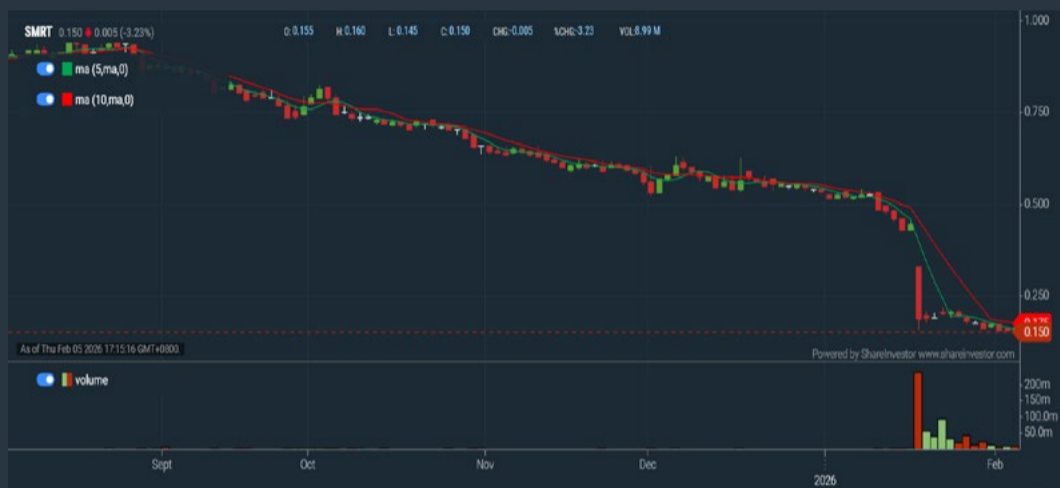 1.000
SMRT 0.150 0.005 (-3.23%) O: 0.155 H: 0.160 L: 0.145 C: 0.150 CHG:-0.005 %CHG:-3.23 VOL:8.99 M
ma (5,ma,0)
ma (10,ma,0)
0.750
0.500
0.250
0.175
0.150
As of Thu Feb 05 2026 17:15:16 GMT+0800.
Powered by ShareInvestor www.shareinvestor.com
volume
200m
150m
100.0m
50.0m
Sept Oct Nov Dec Feb
2026